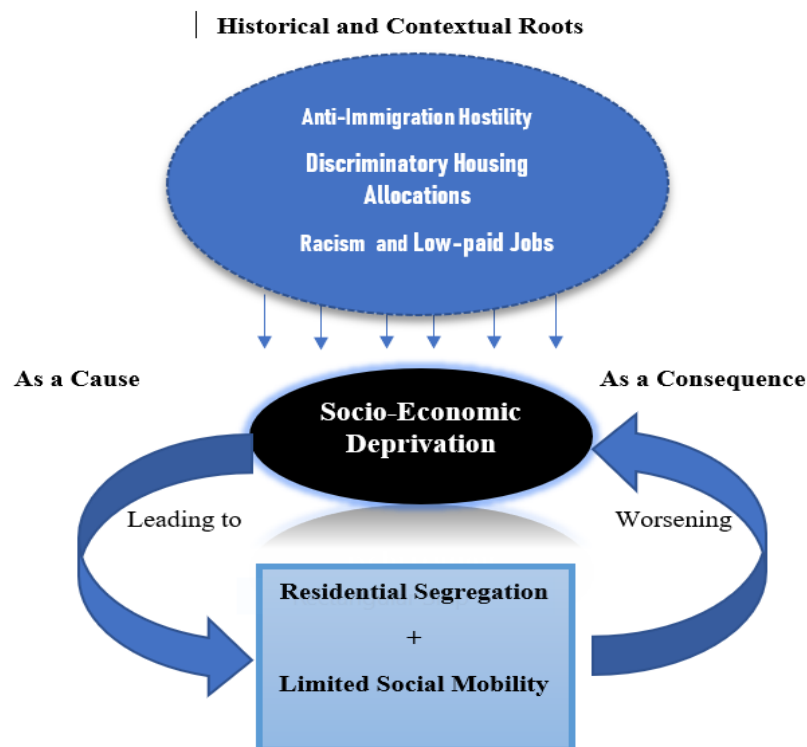 Historical and Contextual Roots
Anti-Immigration Hostility
Discriminatory Housing
Allocations
Racism and Low-paid Jobs
As a Cause
As a Consequence
Socio-Economic
Deprivation
Leading to
Worsening
Residential Segregation
+
Limited Social Mobility